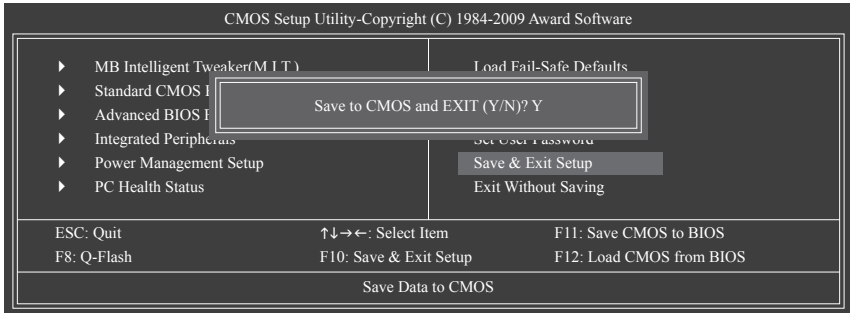 CMOS Setup Utility-Copyright (C) 1984-2009 Award Software
MB Intelligent Tweaker(M.I.T.)
Standard CMOS
Advanced BIOS
Integrated Peripherals
Power Management Setup
PC Health Status
Load Fail-Safe Defaults
Set User Password
Save & Exit Setup
Exit Without Saving
Save to CMOS and EXIT (Y/N)? Y
ESC: Quit
↑↓→←: Select Item
F11: Save CMOS to BIOS
F8: Q-Flash
F10: Save & Exit Setup
F12: Load CMOS from BIOS
Save Data to CMOS